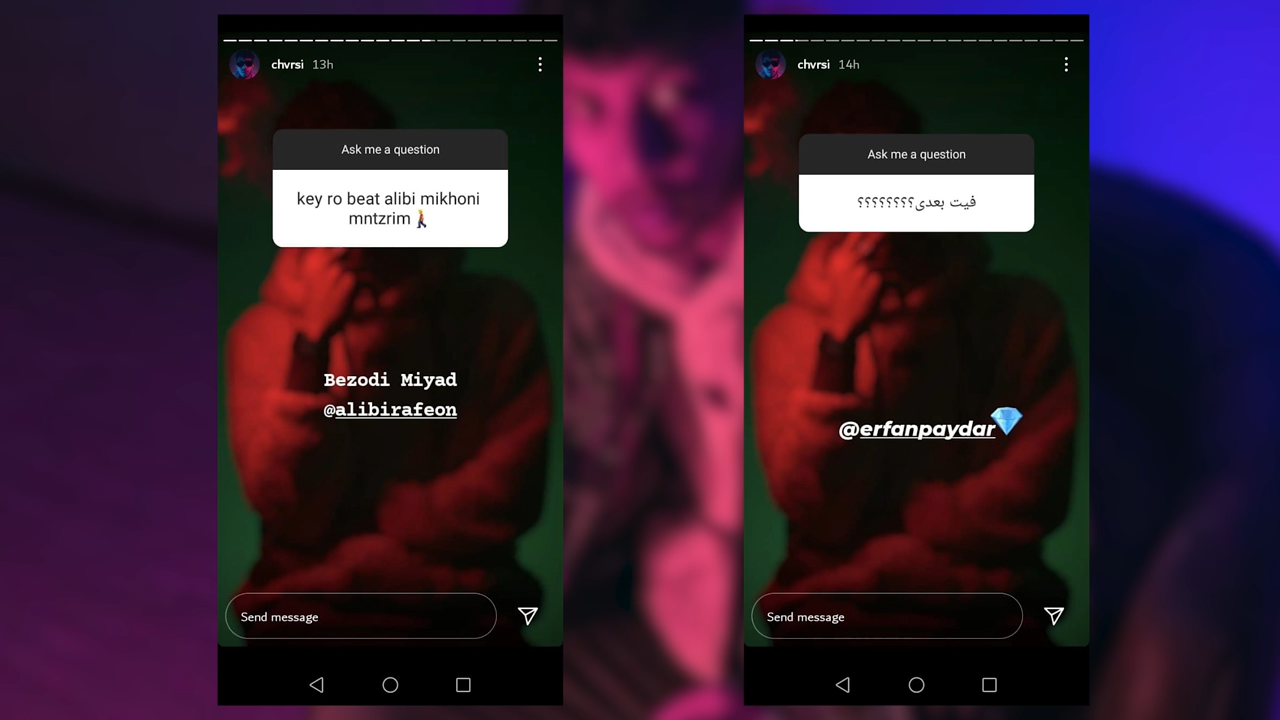 chvrsi 13h
Ask me a question
key ro beat alibi mikhoni
mntzrim🚶
Bezodi Miyad
@alibirafeon
Send message
chvrsi 14h
Ask me a question
فیت بعدی؟؟؟؟؟؟؟؟
@erfanpaydar💎
Send message